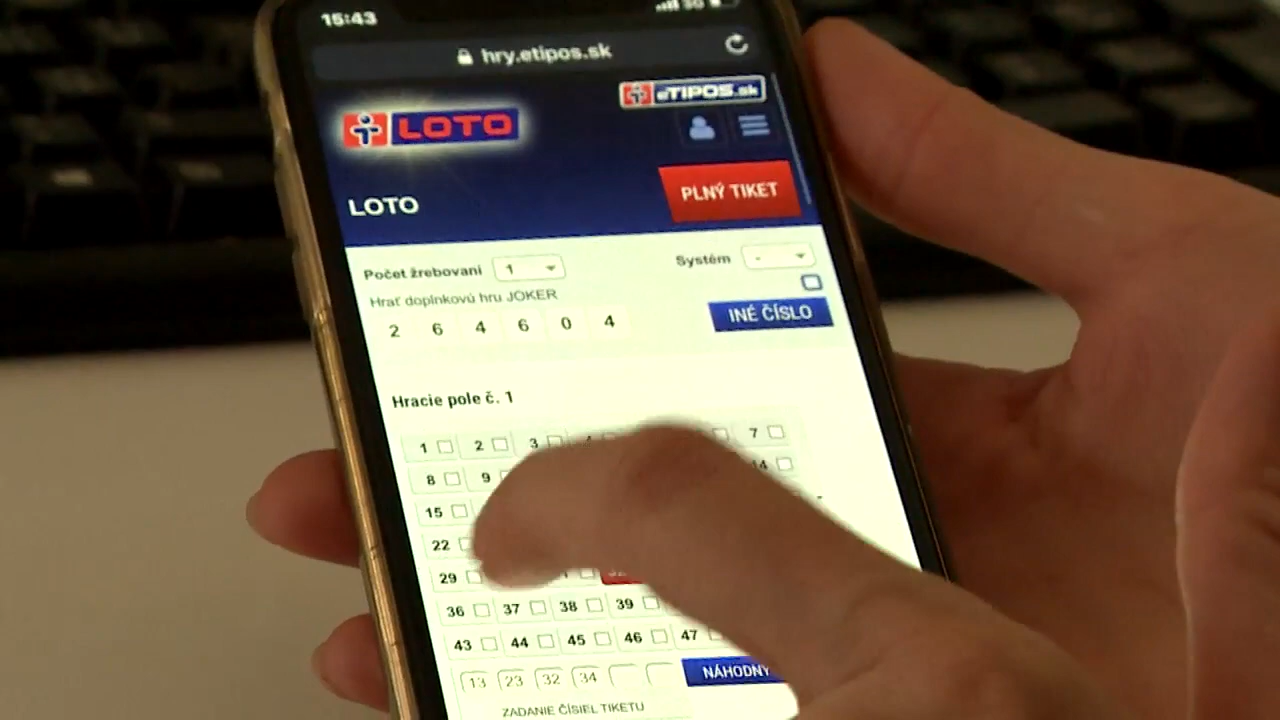 15:43 3G
hry.etipos.sk
eTIPOS.sk
LOTO
LOTO PLNÝ TIKET
Počet žrebovaní 1 Systém -
Hrať doplnkovú hru JOKER
2 6 4 6 0 4 INÉ ČÍSLO
Hracie pole č. 1
1 2 3 4 7
8 9 14
15
22
29 32
36 37 38 39
43 44 45 46 47
13 23 32 34 NÁHODNÝ
ZADANIE ČÍSIEL TIKETU